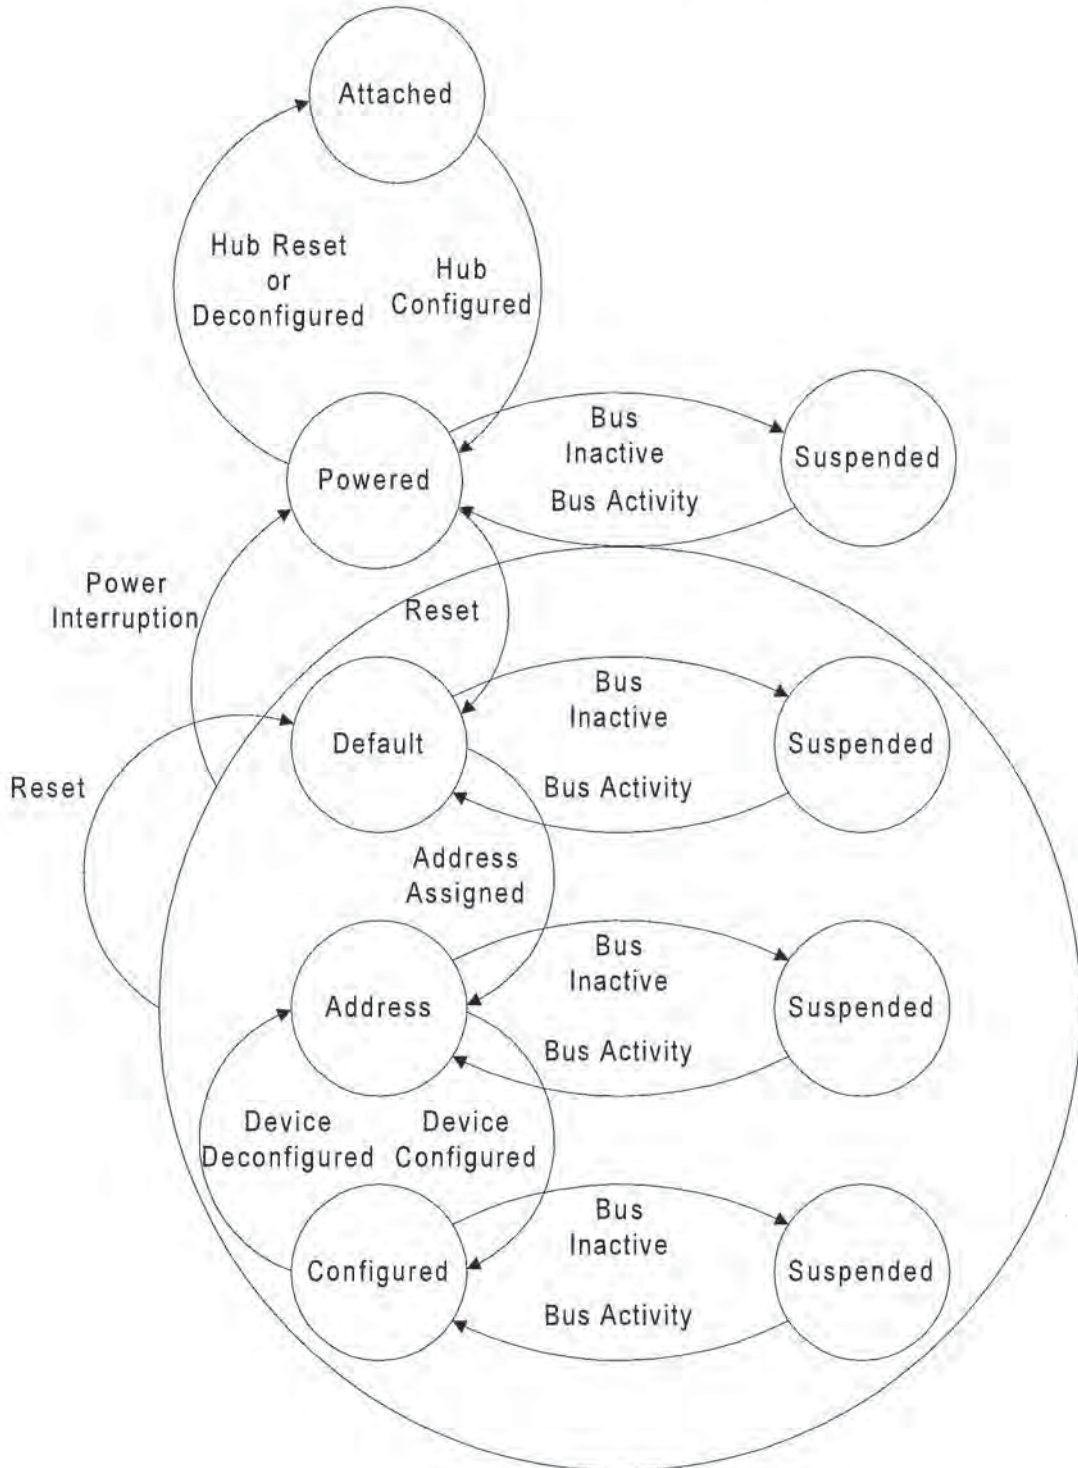 Attached
Hub Reset
or
Deconfigured
Hub
Configured
Powered
Bus
Inactive
Bus Activity
Suspended
Power
Interruption
Reset
Default
Bus
Inactive
Bus Activity
Suspended
Reset
Address
Assigned
Address
Bus
Inactive
Bus Activity
Suspended
Device
Deconfigured
Device
Configured
Configured
Bus
Inactive
Bus Activity
Suspended